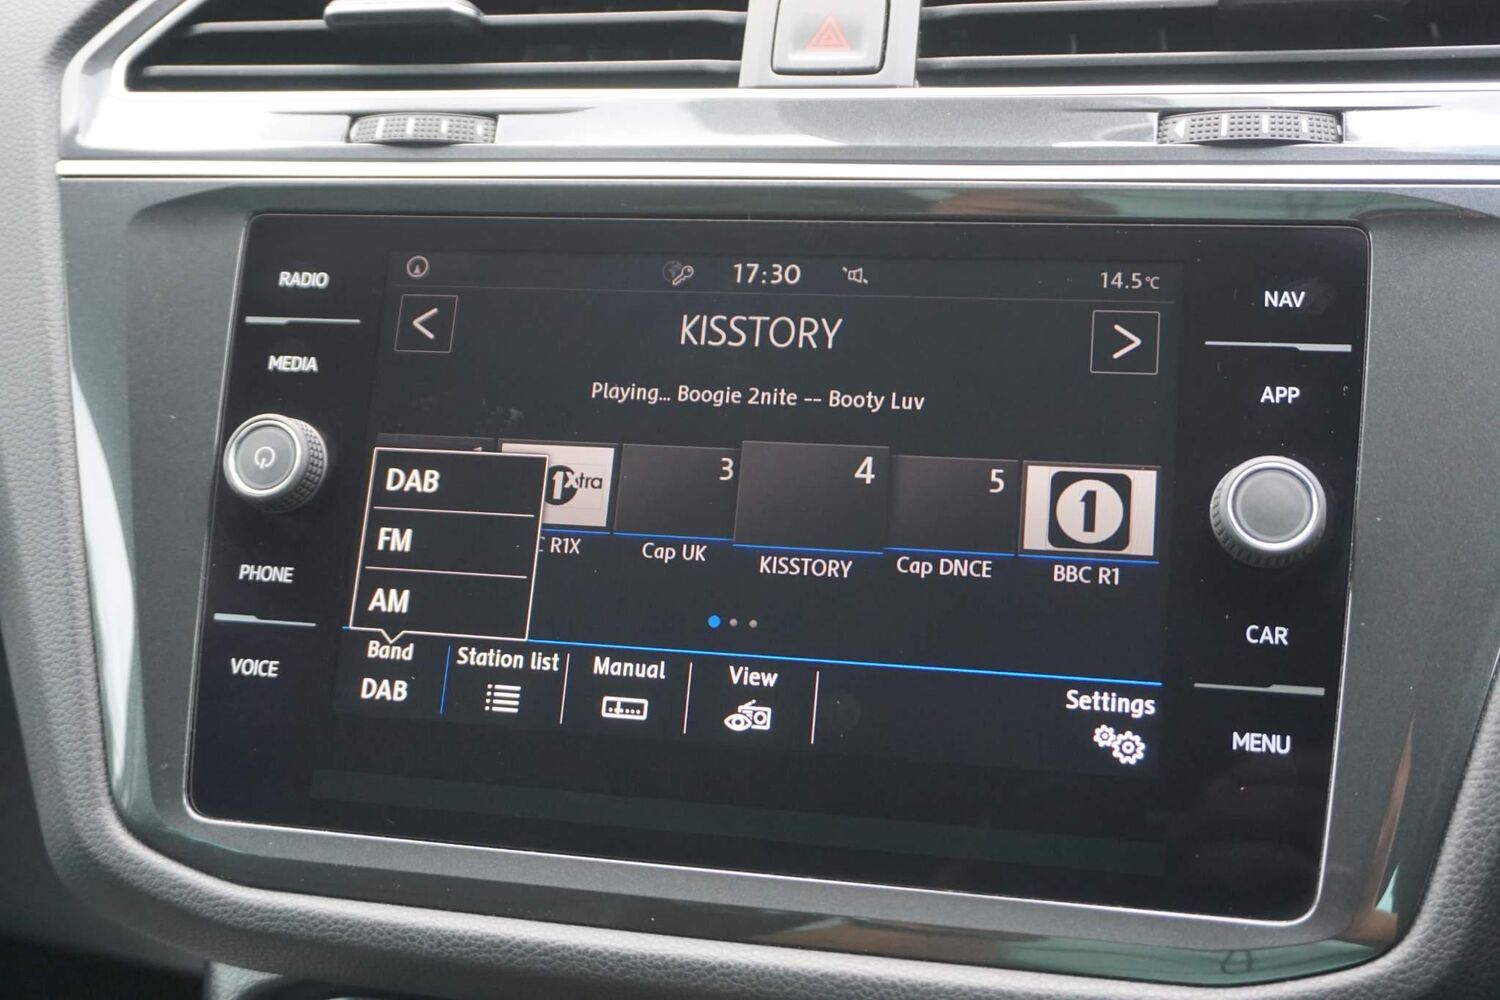 RADIO
MEDIA
PHONE
VOICE
NAV
APP
CAR
MENU
17:30
14.5°C
<
KISSTORY
>
Playing... Boogie 2nite -- Booty Luv
1Xtra
3
4
5
1
R1X
Cap UK
KISSTORY
Cap DNCE
BBC R1
DAB
FM
AM
Band
DAB
Station list
Manual
View
Settings